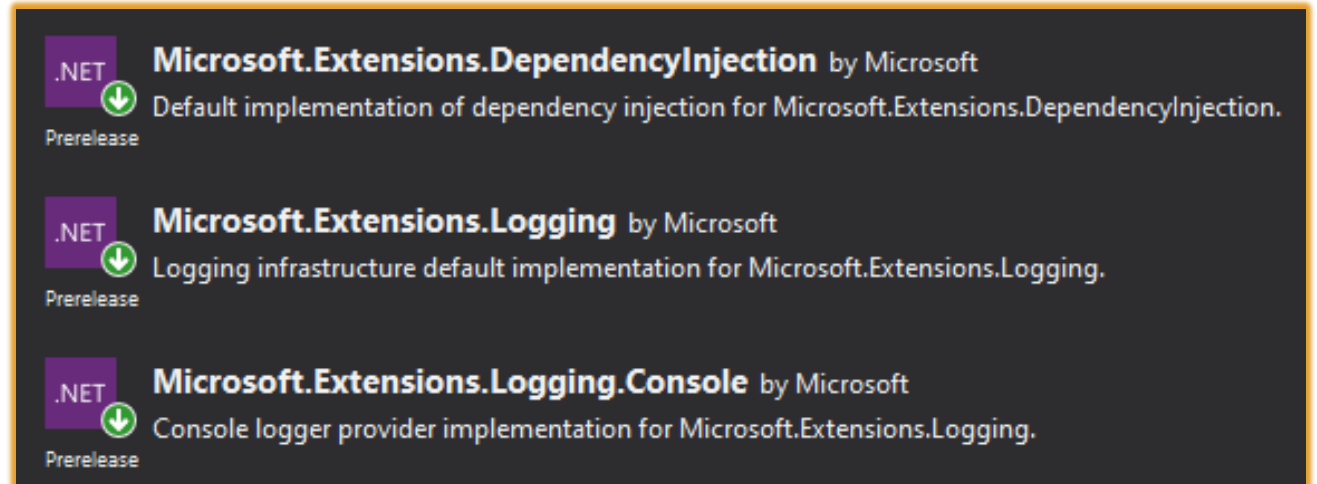 .NET
Microsoft.Extensions.DependencyInjection by Microsoft
Default implementation of dependency injection for Microsoft.Extensions.DependencyInjection.
Prerelease
.NET
Microsoft.Extensions.Logging by Microsoft
Logging infrastructure default implementation for Microsoft.Extensions.Logging.
Prerelease
.NET
Microsoft.Extensions.Logging.Console by Microsoft
Console logger provider implementation for Microsoft.Extensions.Logging.
Prerelease